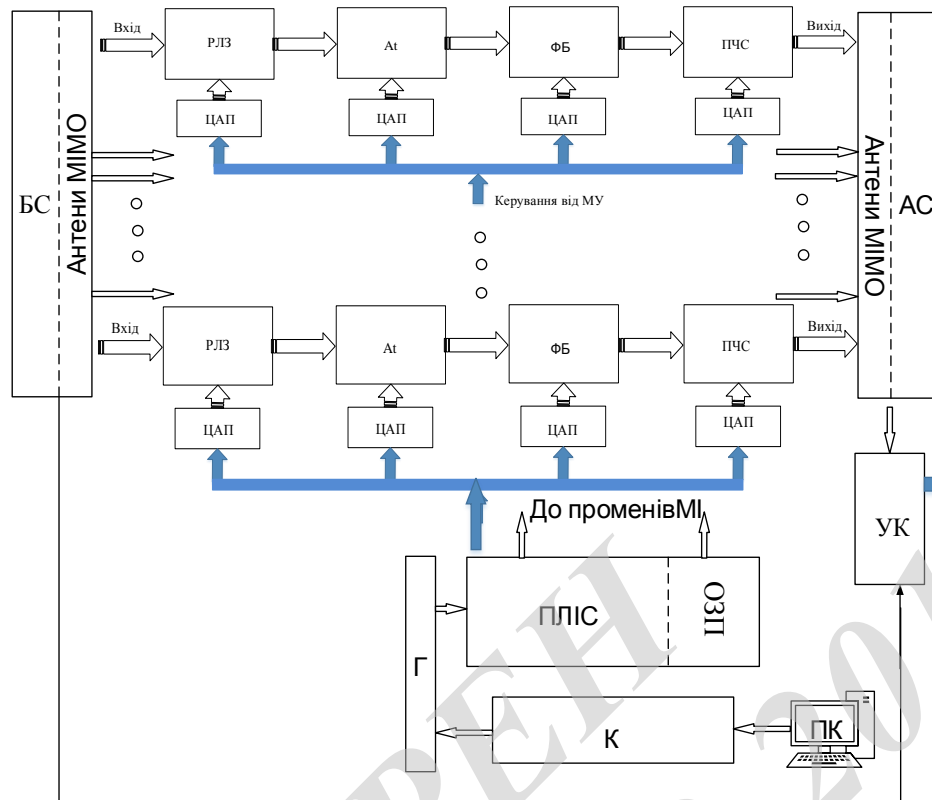 Вхід
РЛЗ
At
ФБ
ПЧС
Вихід
ЦАП
ЦАП
ЦАП
ЦАП
БС
Антени MIMO
Керування від МУ
Антени MIMO
АС
Вхід
РЛЗ
At
ФБ
ПЧС
Вихід
ЦАП
ЦАП
ЦАП
ЦАП
До променівМІ
УК
ПЛІС
ОЗП
Г
К
ПК